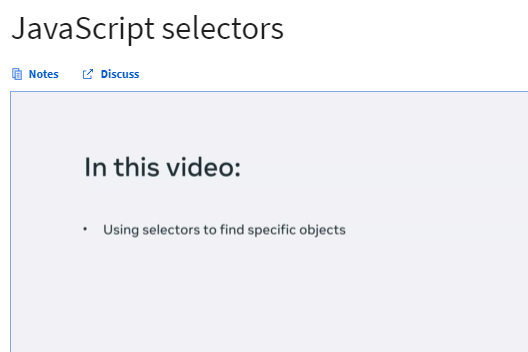 JavaScript selectors
Notes Discuss
In this video:
• Using selectors to find specific objects